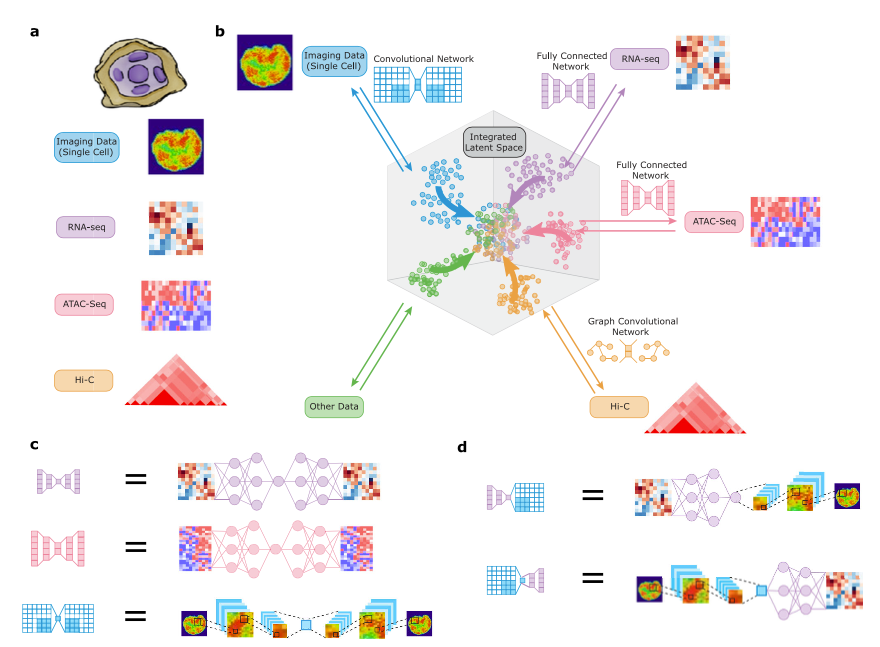 a
Imaging Data
(Single Cell)
RNA-seq
ATAC-Seq
Hi-C
b
Imaging Data
(Single Cell)
Convolutional Network
Fully Connected
Network
RNA-seq
Integrated
Latent Space
Fully Connected
Network
ATAC-Seq
Graph Convolutional
Network
Other Data
Hi-C
c
=
=
=
d
=
=